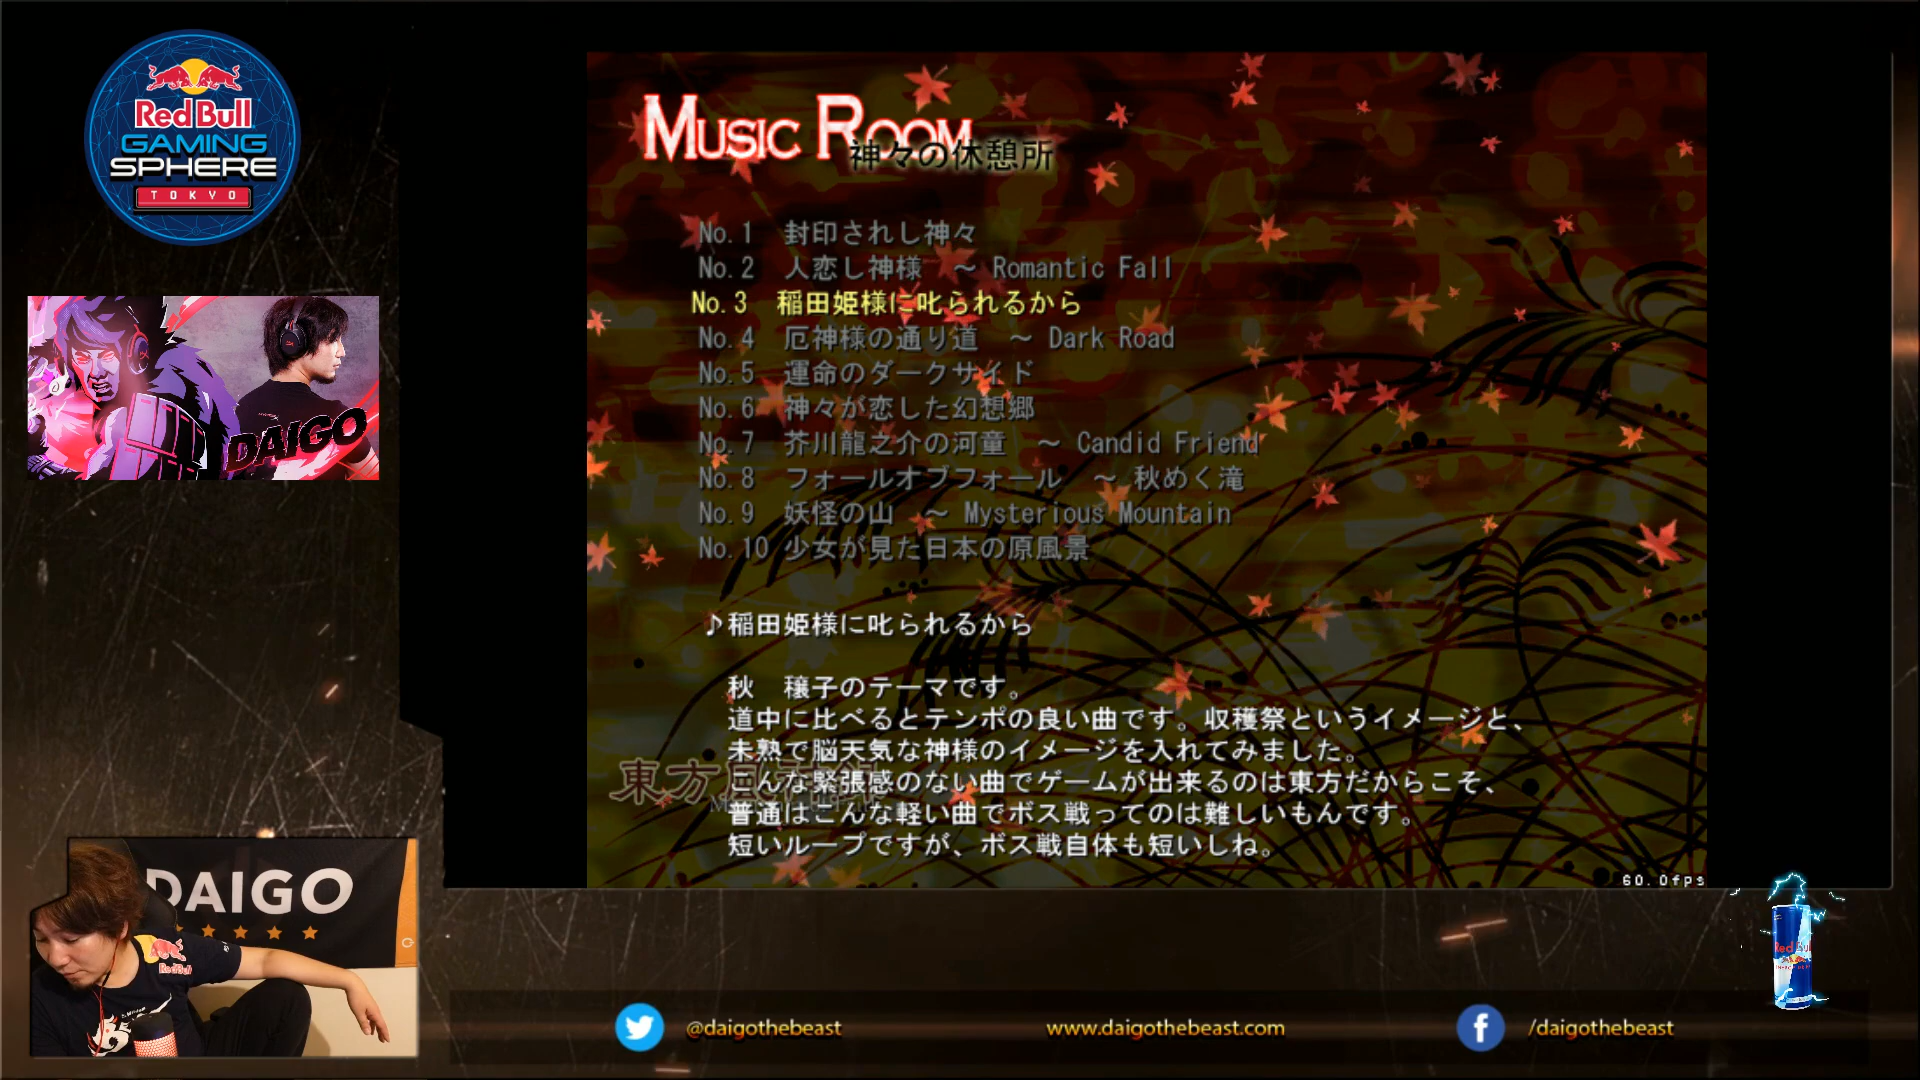 Red Bull
GAMING
SPHERE
TOKYO
DAIGO
MUSIC ROOM
神々の休憩所
No.1 封印されし神々
No.2 人恋し神様 ～ Romantic Fall
No.3 稲田姫様に叱られるから
No.4 厄神様の通り道 ～ Dark Road
No.5 運命のダークサイド
No.6 神々が恋した幻想郷
No.7 芥川龍之介の河童 ～ Candid Friend
No.8 フォールオブフォール ～ 秋めく滝
No.9 妖怪の山 ～ Mysterious Mountain
No.10 少女が見た日本の原風景
♪稲田姫様に叱られるから
秋 穣子のテーマです。
道中に比べるとテンポの良い曲です。収穫祭というイメージと、
未熟で脳天気な神様のイメージを入れてみました。
こんな緊張感のない曲でゲームが出来るのは東方だからこそ、
普通はこんな軽い曲でボス戦ってのは難しいもんです。
短いループですが、ボス戦自体も短いしね。
東方風
60.0fps
DAIGO
Red Bull
Red Bull
@daigothebeast
www.daigothebeast.com
/daigothebeast